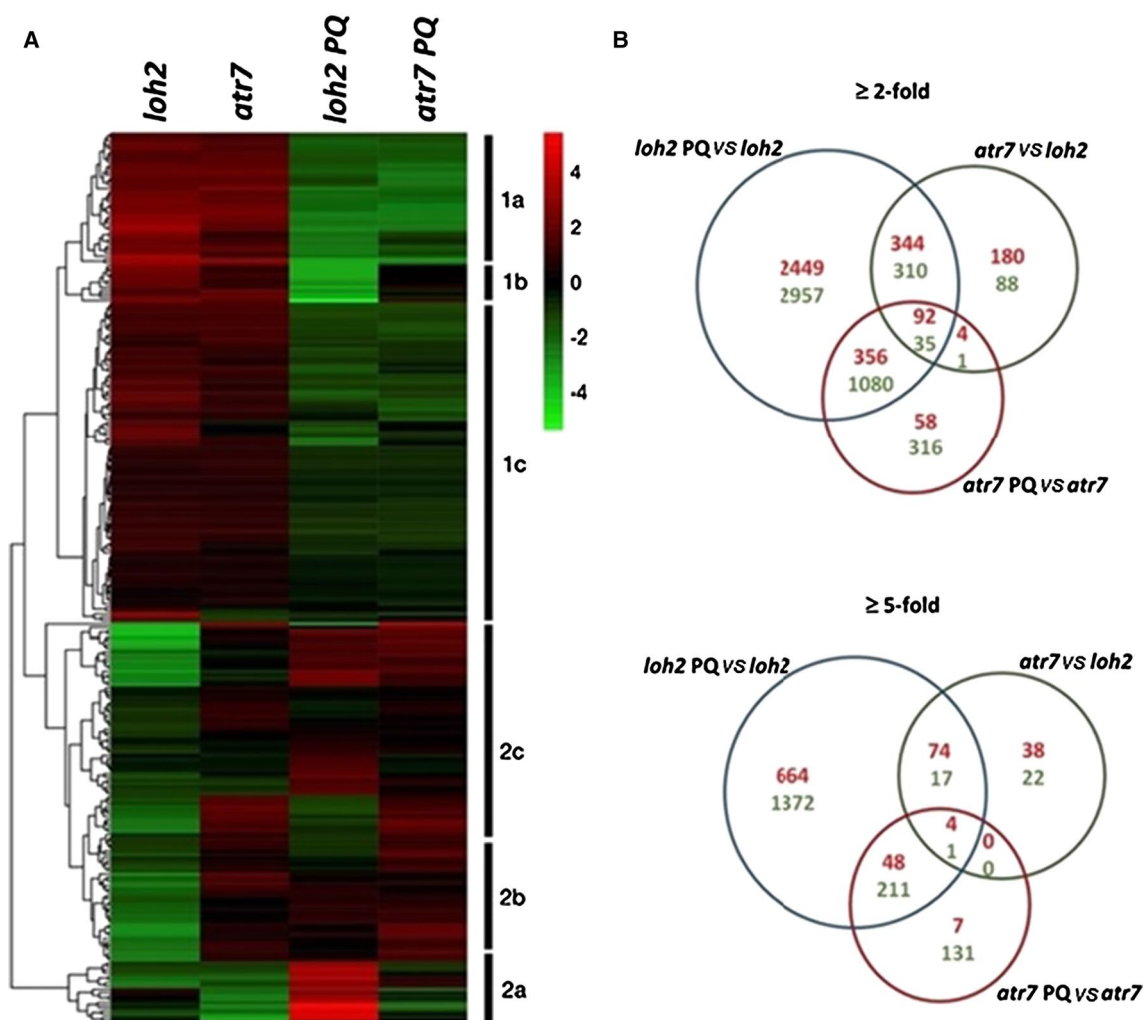 A
loh2
atr7
loh2 PQ
atr7 PQ
1a
1b
1c
2c
2b
2a
4
2
0
-2
-4
B
≥ 2-fold
loh2 PQ vs loh2
atr7 vs loh2
2449
2957
344
310
180
88
92
35
4
1
356
1080
58
316
atr7 PQ vs atr7
≥ 5-fold
loh2 PQ vs loh2
atr7 vs loh2
664
1372
74
17
38
22
4
1
0
0
48
211
7
131
atr7 PQ vs atr7